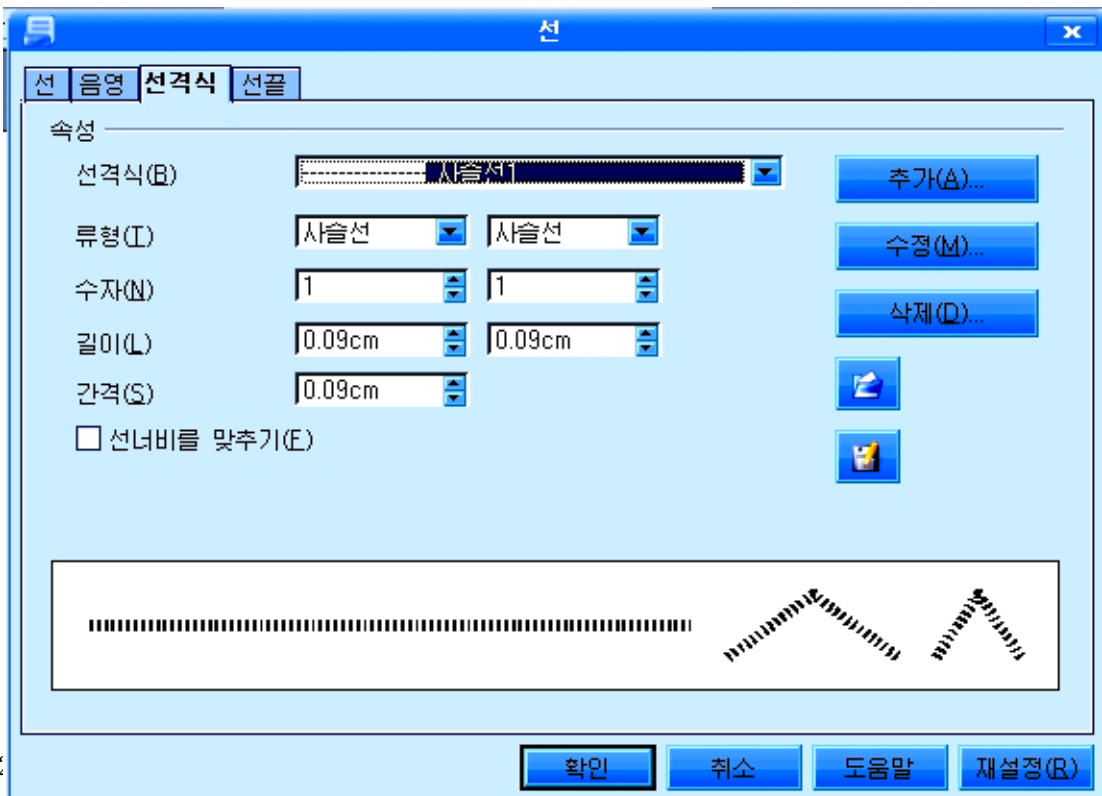 선
선 음영 선격식 선끝
속성
선격식(B) 사슬선1 추가(A)...
류형(T) 사슬선 사슬선 수정(M)...
수자(N) 1 1
삭제(D)...
길이(L) 0.09cm 0.09cm
간격(S) 0.09cm
선너비를 맞추기(F)
확인 취소 도움말 재설정(R)